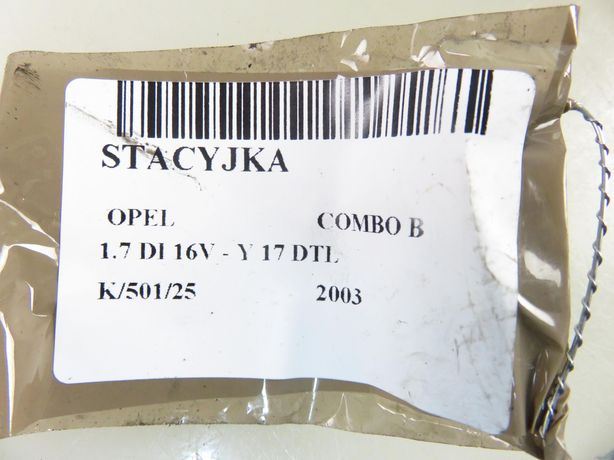 STACYJKA
OPEL COMBO B
1.7 DI 16V - Y 17 DTL
K/501/25 2003